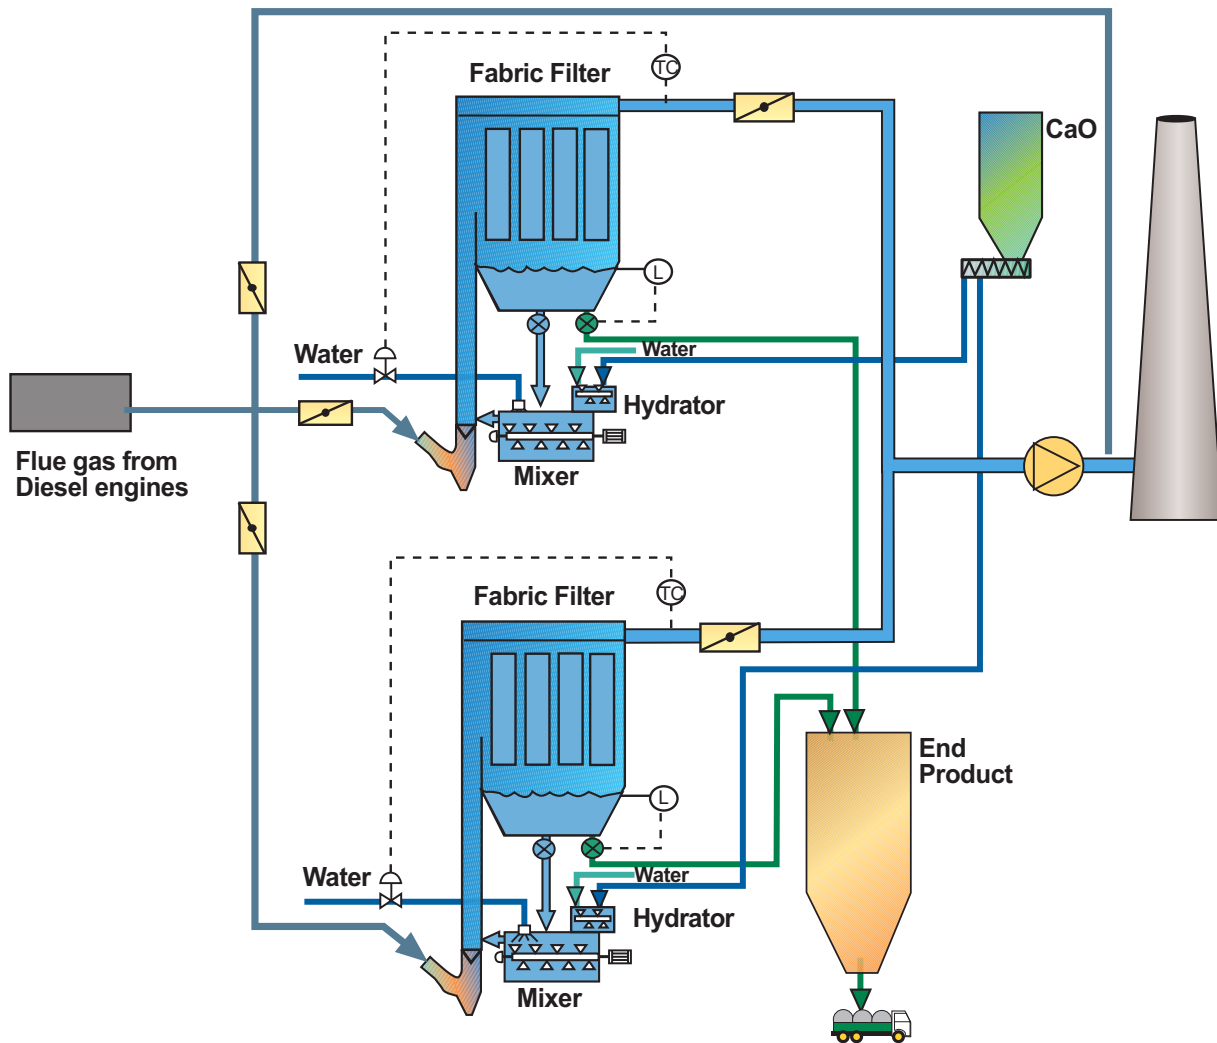 Fabric Filter
TC
CaO
L
Water
Water
Hydrator
Mixer
Flue gas from
Diesel engines
Fabric Filter
TC
End
Product
L
Water
Water
Hydrator
Mixer